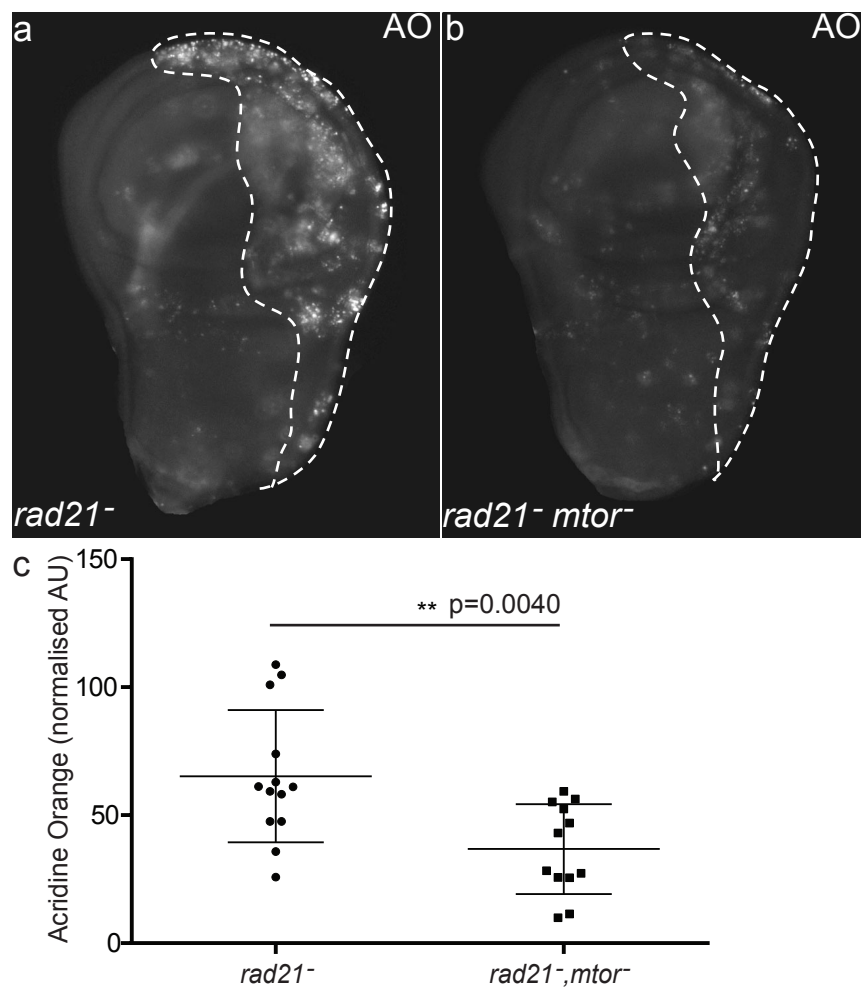 a AO
b AO
rad21⁻
rad21⁻ mtor⁻
c
Acridine Orange (normalised AU)
150
100
50
0
** p=0.0040
rad21⁻
rad21⁻,mtor⁻